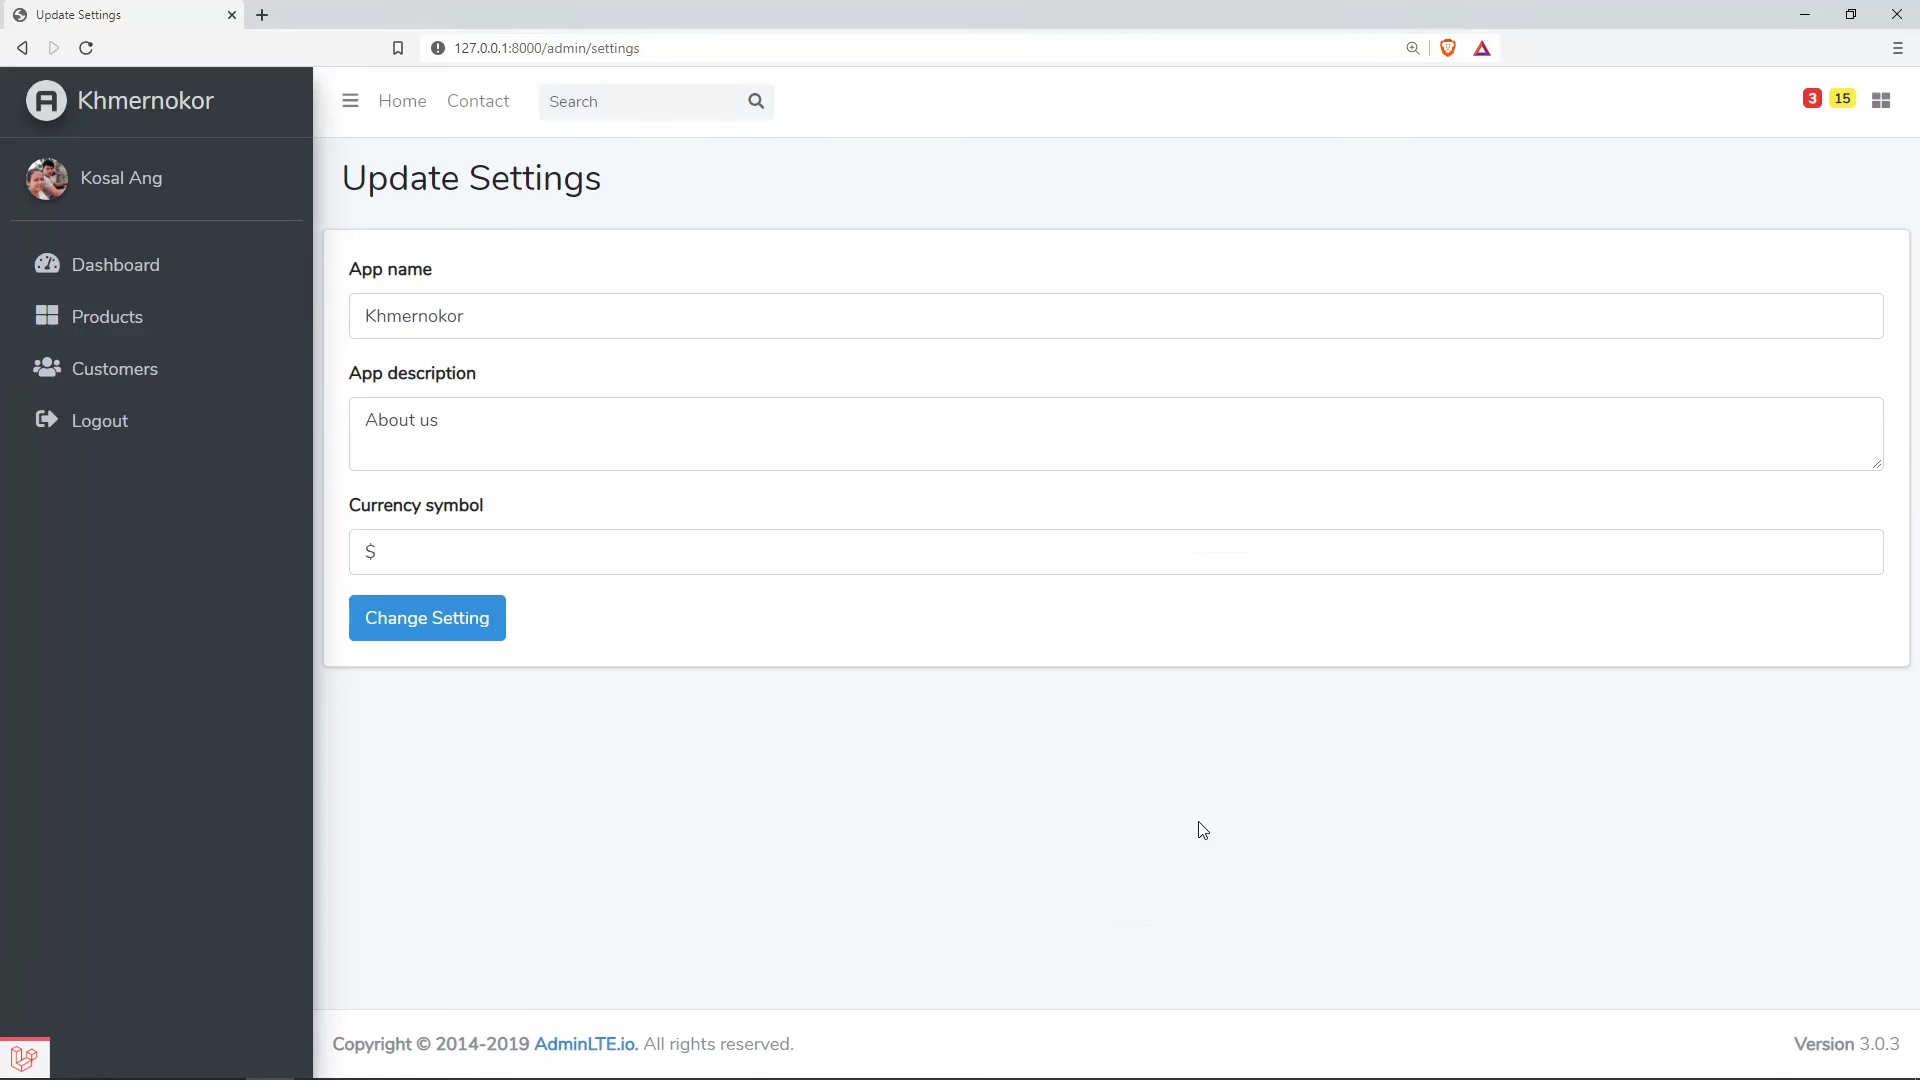 Update Settings
127.0.0.1:8000/admin/settings
Khmernokor
Home
Contact
Search
3
15
Kosal Ang
Dashboard
Products
Customers
Logout
Update Settings
App name
Khmernokor
App description
About us
Currency symbol
$
Change Setting
Copyright © 2014-2019 AdminLTE.io. All rights reserved.
Version 3.0.3